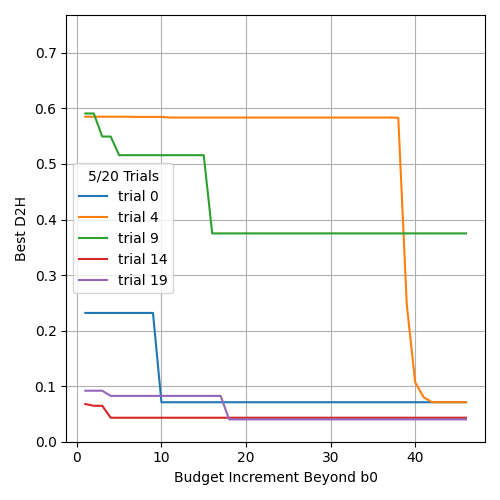 0.7
0.6
0.5
0.4
0.3
0.2
0.1
0.0
Best D2H
5/20 Trials
trial 0
trial 4
trial 9
trial 14
trial 19
0 10 20 30 40
Budget Increment Beyond b0